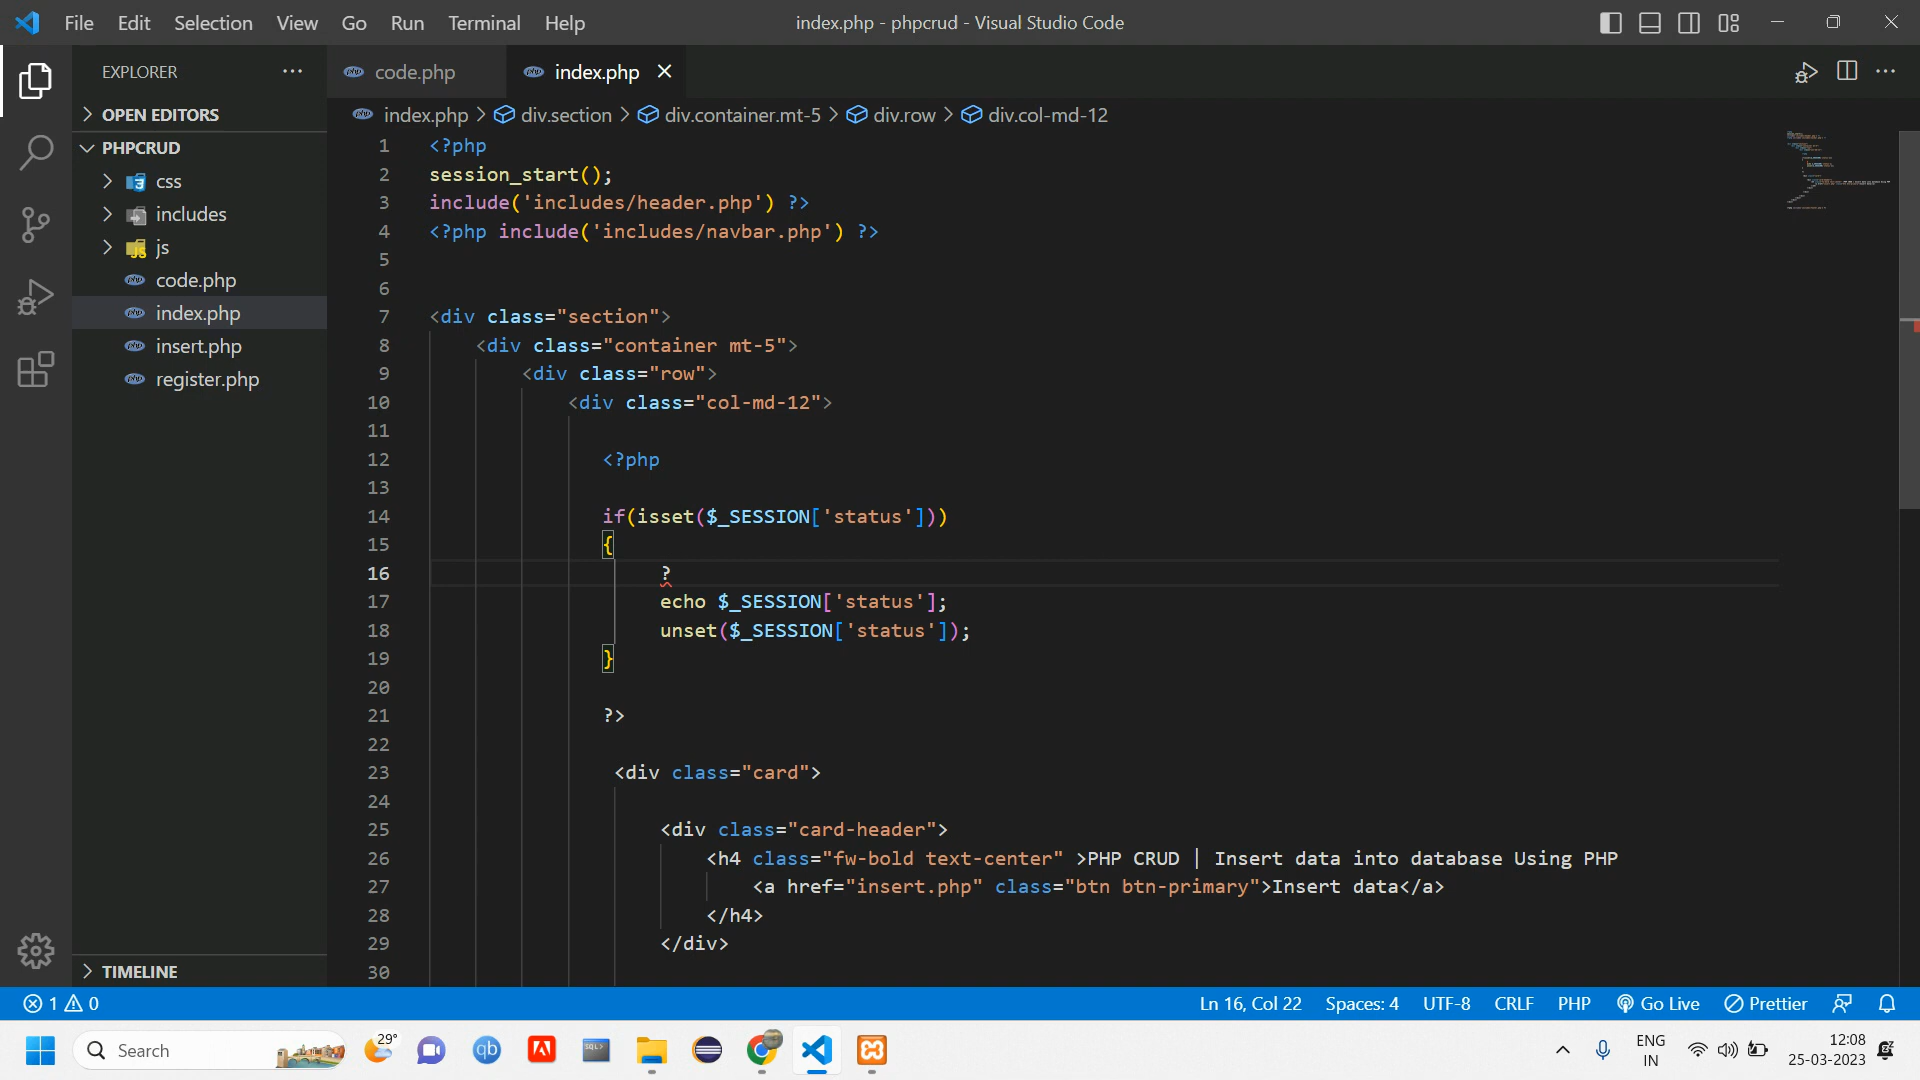 File Edit Selection View Go Run Terminal Help
index.php - phpcrud - Visual Studio Code
EXPLORER
OPEN EDITORS
PHPCRUD
css
includes
js
code.php
index.php
insert.php
register.php
TIMELINE
code.php
index.php
index.php > div.section > div.container.mt-5 > div.row > div.col-md-12
1 <?php
2 session_start();
3 include('includes/header.php') ?>
4 <?php include('includes/navbar.php') ?>
5
6
7 <div class="section">
8 <div class="container mt-5">
9 <div class="row">
10 <div class="col-md-12">
11
12 <?php
13
14 if(isset($_SESSION['status']))
15 {
16 ?
17 echo $_SESSION['status'];
18 unset($_SESSION['status']);
19 }
20
21 ?>
22
23 <div class="card">
24
25 <div class="card-header">
26 <h4 class="fw-bold text-center" >PHP CRUD | Insert data into database Using PHP
27 <a href="insert.php" class="btn btn-primary">Insert data</a>
28 </h4>
29 </div>
30
1 0
Ln 16, Col 22
Spaces: 4
UTF-8
CRLF
PHP
Go Live
Prettier
Search
29°
qb
SQL>
ENG
IN
12:08
25-03-2023